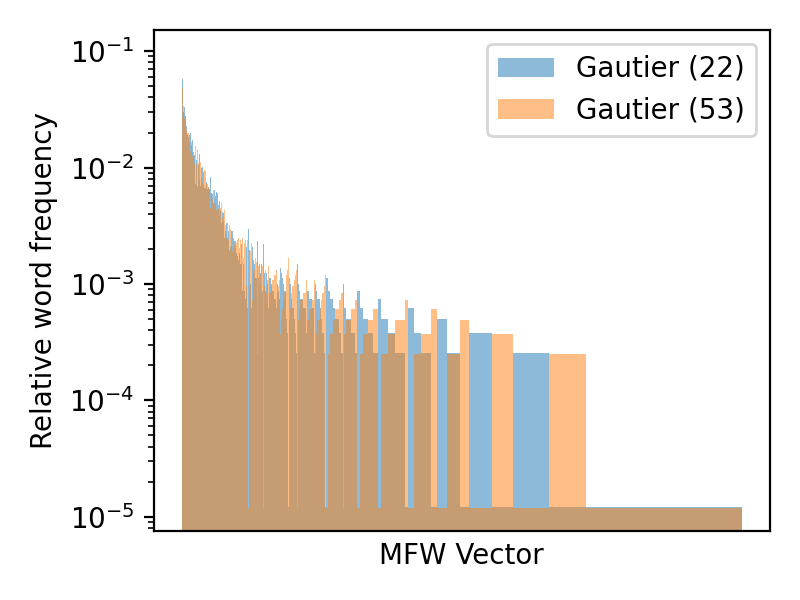 10⁻¹
10⁻²
10⁻³
10⁻⁴
10⁻⁵
Relative word frequency
MFW Vector
Gautier (22)
Gautier (53)